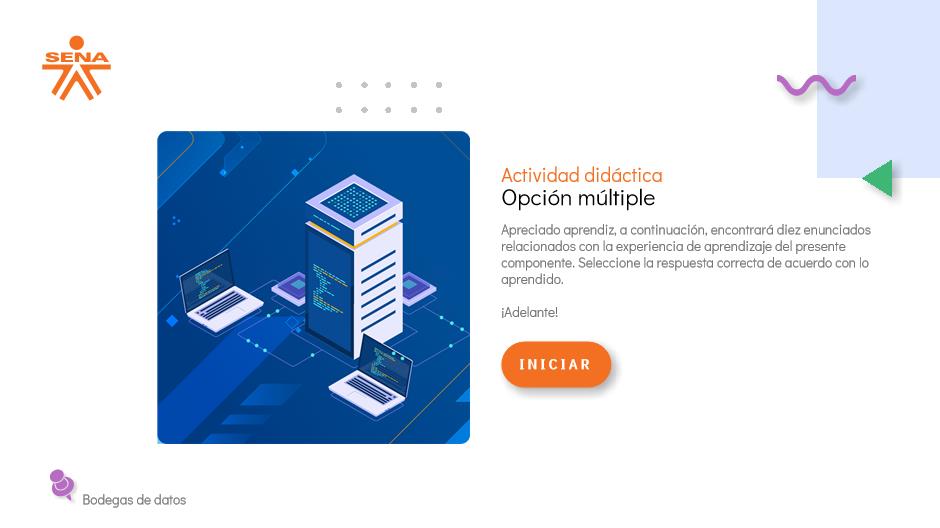 SENA
Actividad didáctica
Opción múltiple
Apreciado aprendiz, a continuación, encontrará diez enunciados
relacionados con la experiencia de aprendizaje del presente
componente. Seleccione la respuesta correcta de acuerdo con lo
aprendido.
¡Adelante!
INICIAR
Bodegas de datos